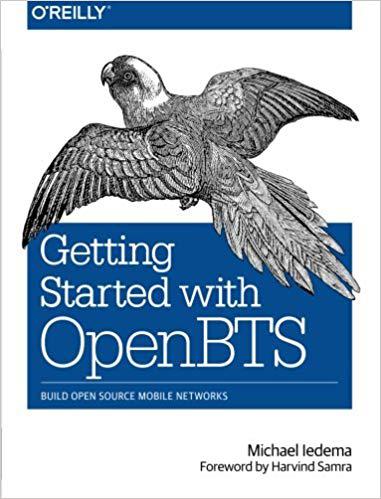 O'REILLY®
Getting
Started with
OpenBTS
BUILD OPEN SOURCE MOBILE NETWORKS
Michael Iedema
Foreword by Harvind Samra